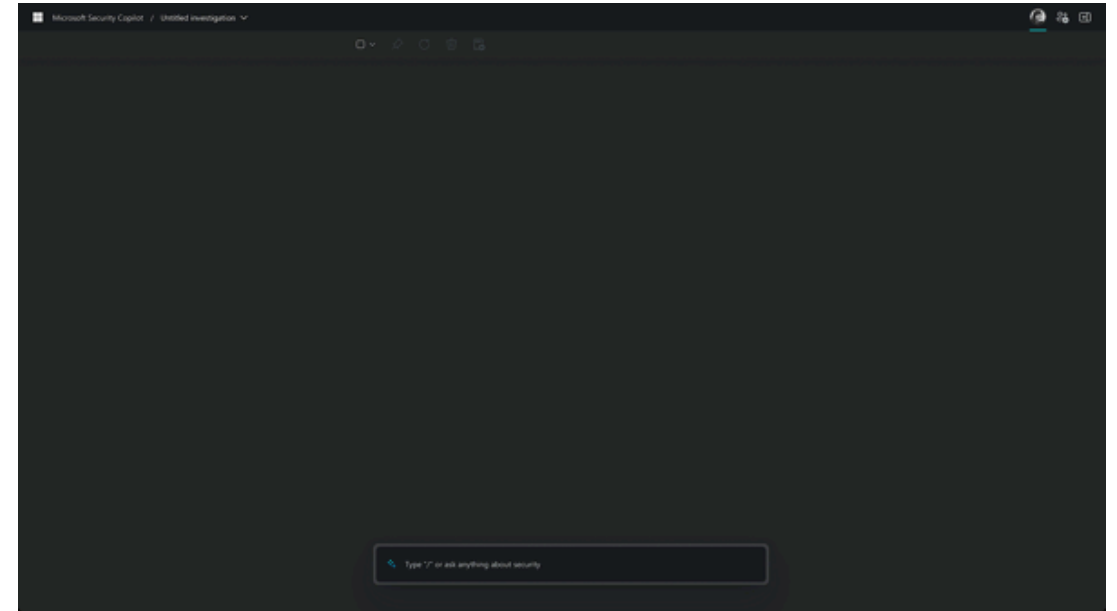 Microsoft Security Copilot / Untitled investigation
Type "/" or ask anything about security